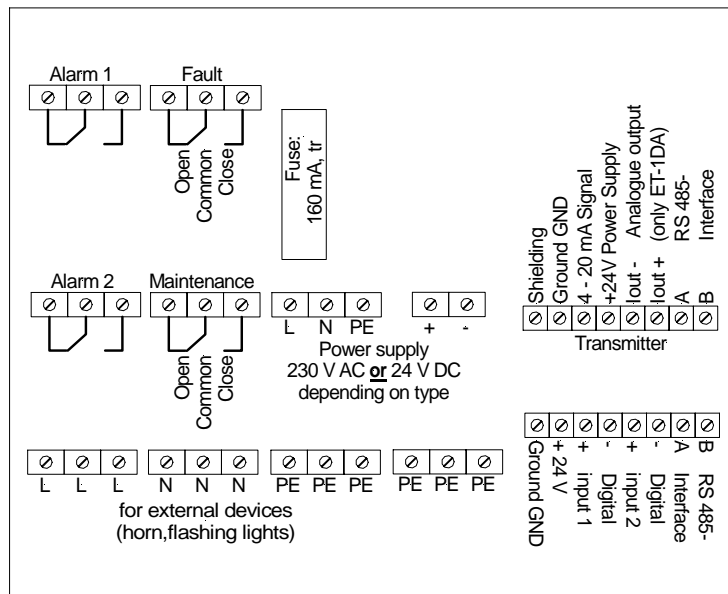 Alarm 1
Fault
Open
Common
Close
Fuse:
160 mA, tr
Alarm 2
Maintenance
Open
Common
Close
L N PE
+ -
Power supply
230 V AC or 24 V DC
depending on type
Shielding
Ground GND
4 - 20 mA Signal
+24V Power Supply
Iout - Analogue output
Iout + (only ET-1DA)
A RS 485-
B Interface
Transmitter
L L L N N N PE PE PE PE PE PE
for external devices
(horn,flashing lights)
Ground GND
+ 24 V
+ input 1
- Digital
+ input 2
- Digital
A Interface
B RS 485-